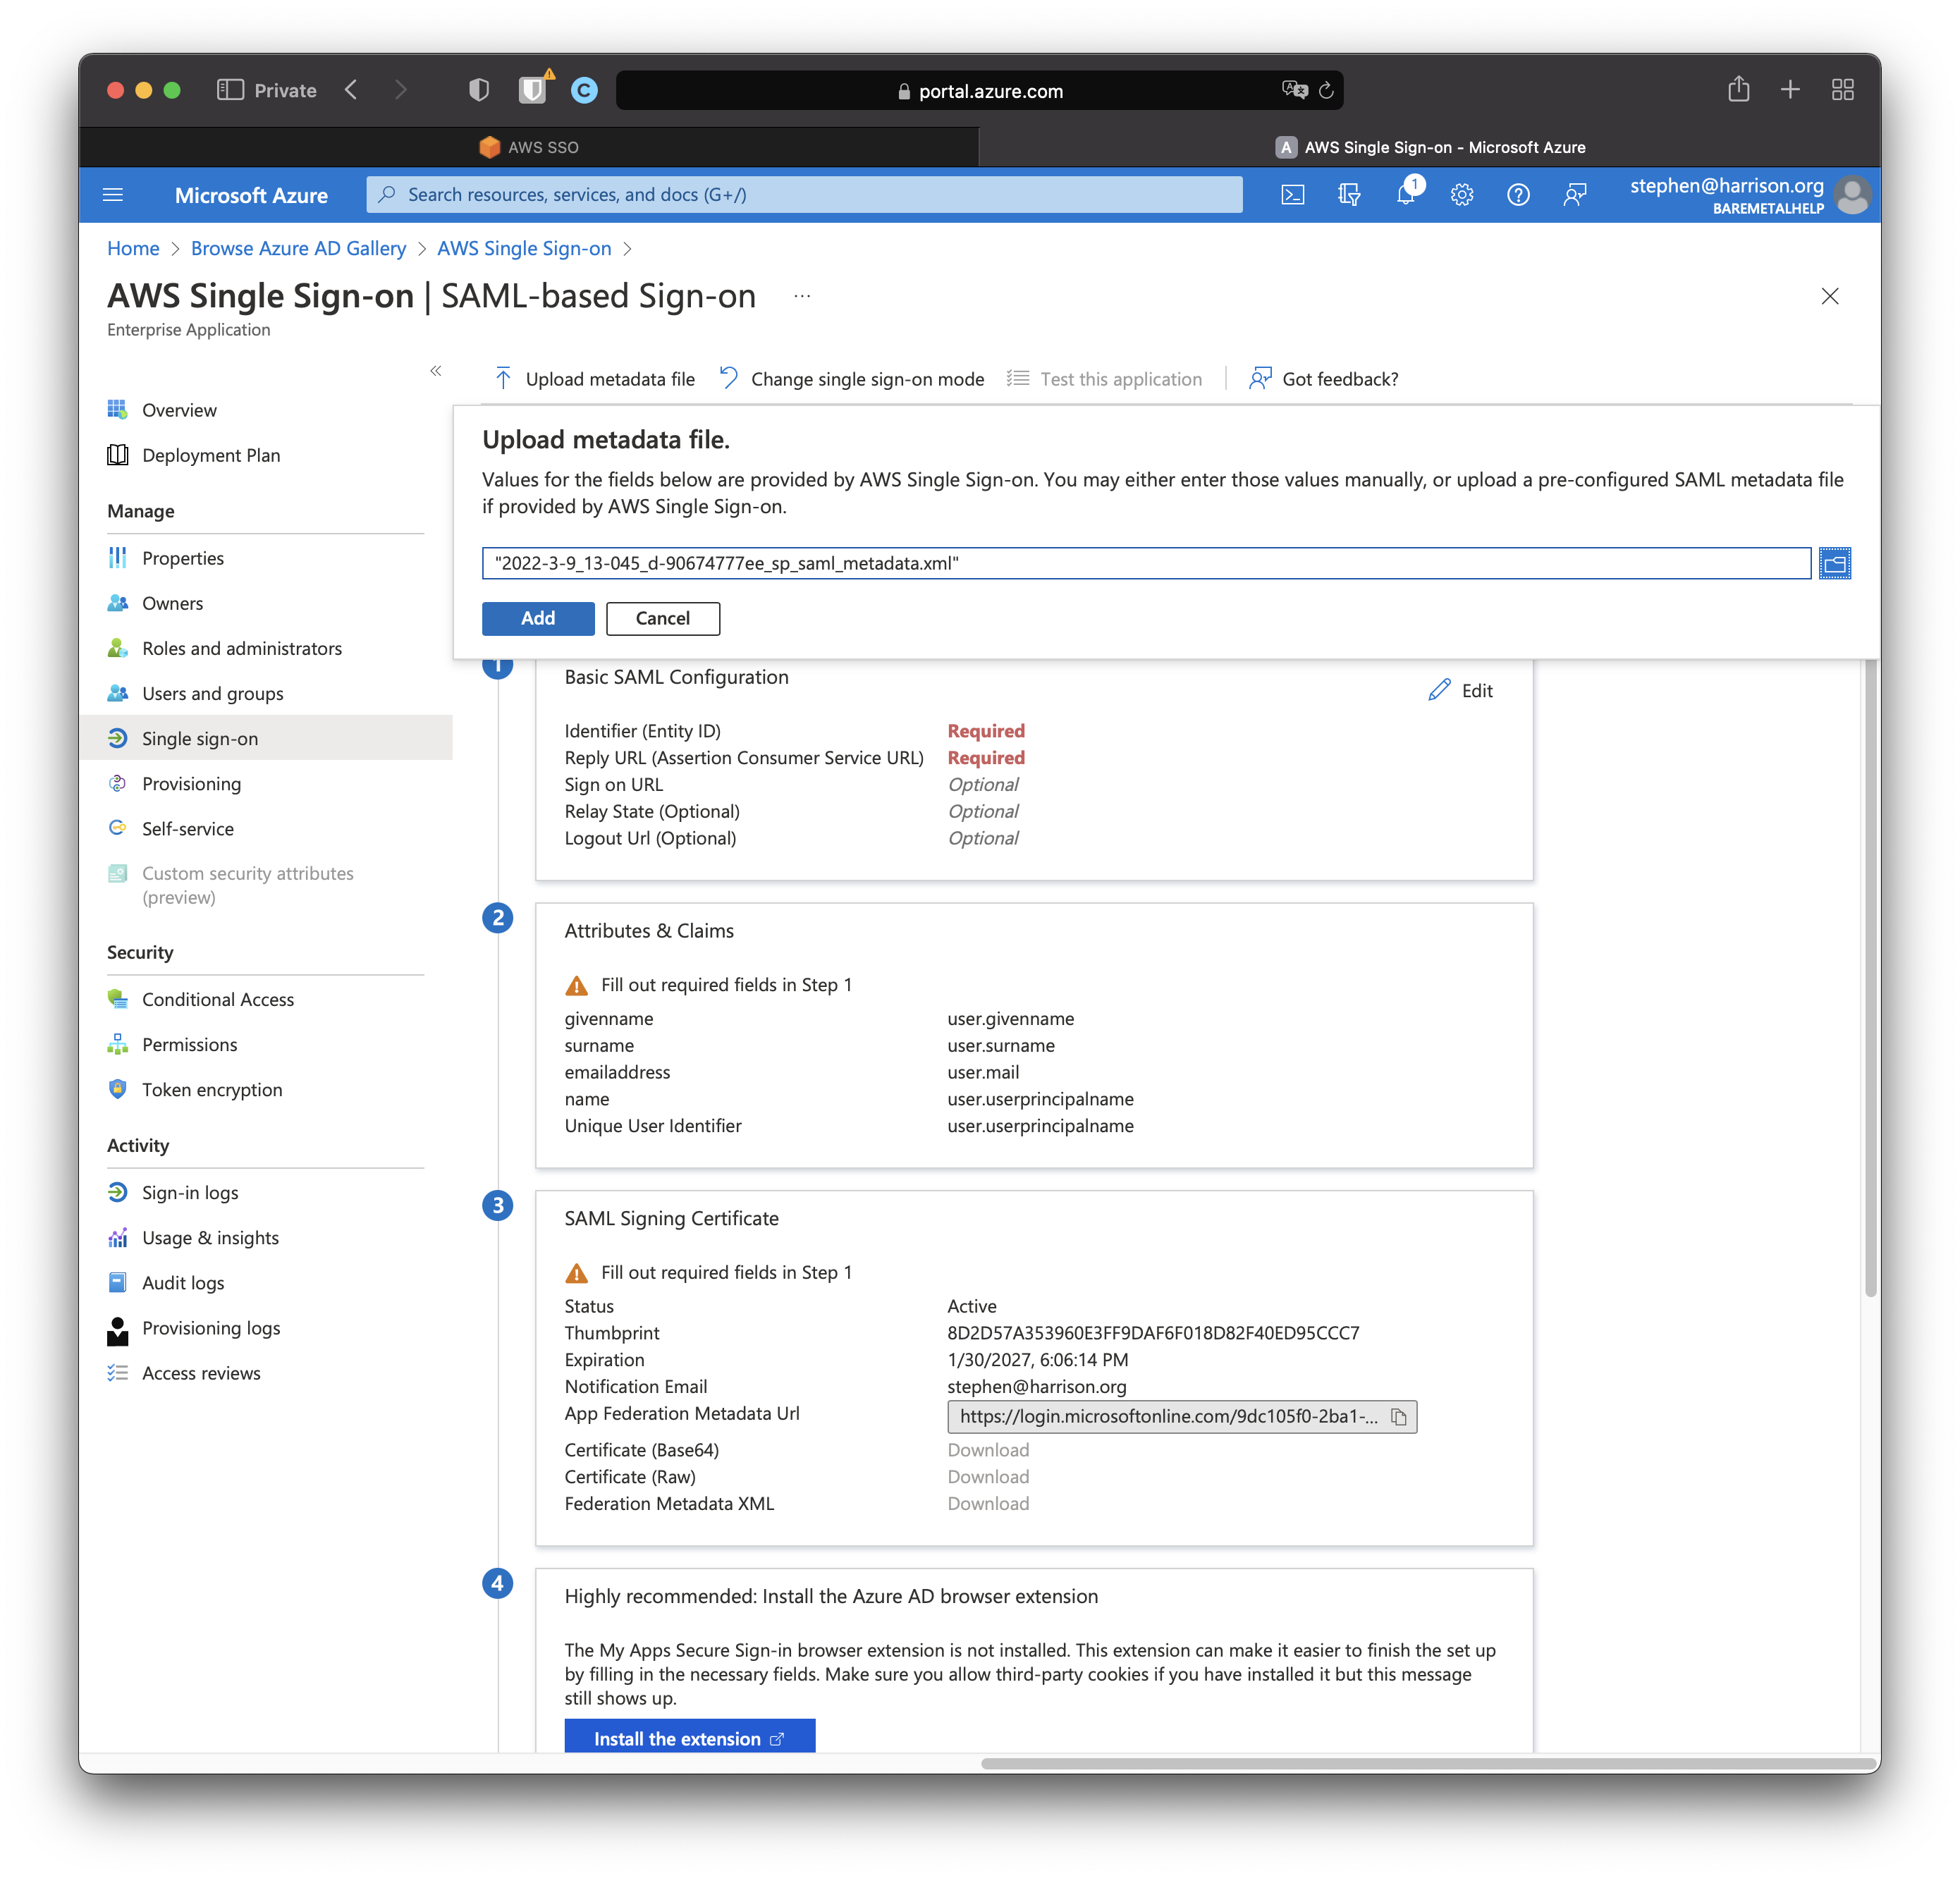 Private
portal.azure.com
AWS SSO
A AWS Single Sign-on - Microsoft Azure
Microsoft Azure
Search resources, services, and docs (G+/)
1
stephen@harrison.org
BAREMETALHELP
Home > Browse Azure AD Gallery > AWS Single Sign-on >
AWS Single Sign-on | SAML-based Sign-on ...
Enterprise Application
«
Upload metadata file
Change single sign-on mode
Test this application
Got feedback?
Overview
Deployment Plan
Manage
Properties
Owners
Roles and administrators
Users and groups
Single sign-on
Provisioning
Self-service
Custom security attributes
(preview)
Security
Conditional Access
Permissions
Token encryption
Activity
Sign-in logs
Usage & insights
Audit logs
Provisioning logs
Access reviews
Upload metadata file.
Values for the fields below are provided by AWS Single Sign-on. You may either enter those values manually, or upload a pre-configured SAML metadata file
if provided by AWS Single Sign-on.
"2022-3-9_13-045_d-90674777ee_sp_saml_metadata.xml"
Add
Cancel
1
Basic SAML Configuration
Edit
Identifier (Entity ID) Required
Reply URL (Assertion Consumer Service URL) Required
Sign on URL Optional
Relay State (Optional) Optional
Logout Url (Optional) Optional
2
Attributes & Claims
Fill out required fields in Step 1
givenname user.givenname
surname user.surname
emailaddress user.mail
name user.userprincipalname
Unique User Identifier user.userprincipalname
3
SAML Signing Certificate
Fill out required fields in Step 1
Status Active
Thumbprint 8D2D57A353960E3FF9DAF6F018D82F40ED95CCC7
Expiration 1/30/2027, 6:06:14 PM
Notification Email stephen@harrison.org
App Federation Metadata Url https://login.microsoftonline.com/9dc105f0-2ba1-...
Certificate (Base64) Download
Certificate (Raw) Download
Federation Metadata XML Download
4
Highly recommended: Install the Azure AD browser extension
The My Apps Secure Sign-in browser extension is not installed. This extension can make it easier to finish the set up
by filling in the necessary fields. Make sure you allow third-party cookies if you have installed it but this message
still shows up.
Install the extension